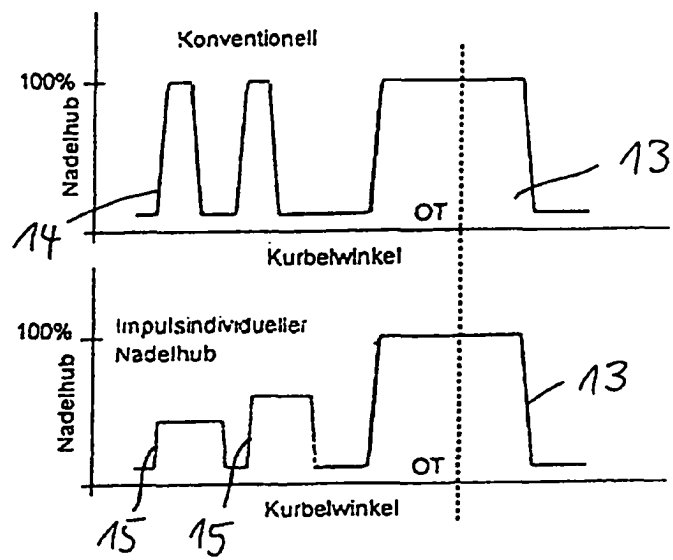 Konventionell
100%
Nadelhub
14
13
OT
Kurbelwinkel
Impulsindividueller
Nadelhub
100%
Nadelhub
13
OT
15
15
Kurbelwinkel